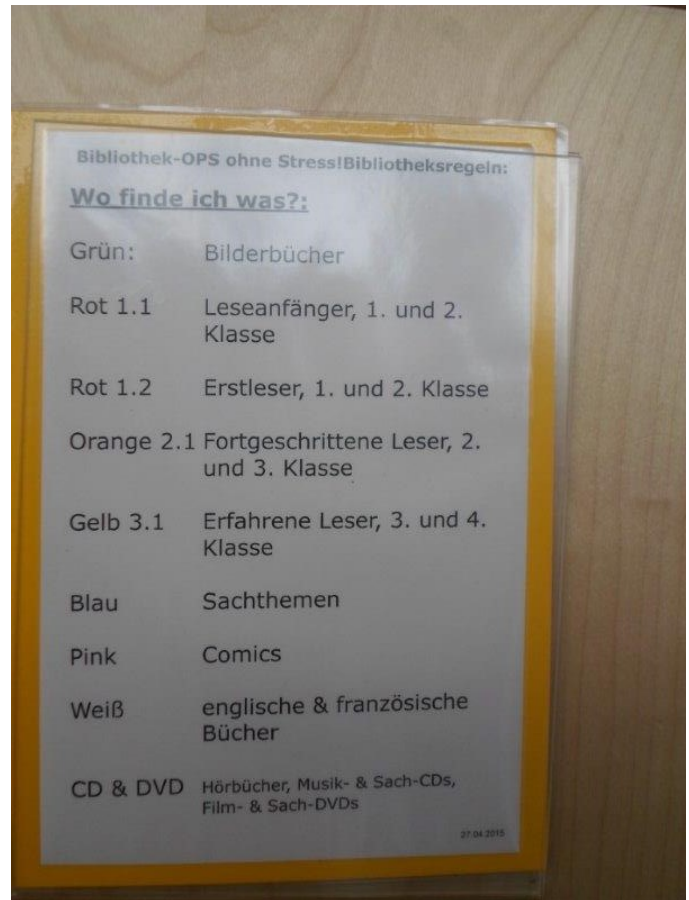 Bibliothek-OPS ohne Stress!Bibliotheksregeln:
Wo finde ich was?:
Grün: Bilderbücher
Rot 1.1 Leseanfänger, 1. und 2.
Klasse
Rot 1.2 Erstleser, 1. und 2. Klasse
Orange 2.1 Fortgeschrittene Leser, 2.
und 3. Klasse
Gelb 3.1 Erfahrene Leser, 3. und 4.
Klasse
Blau Sachthemen
Pink Comics
Weiß englische & französische
Bücher
CD & DVD Hörbücher, Musik- & Sach-CDs,
Film- & Sach-DVDs
27.04.2015